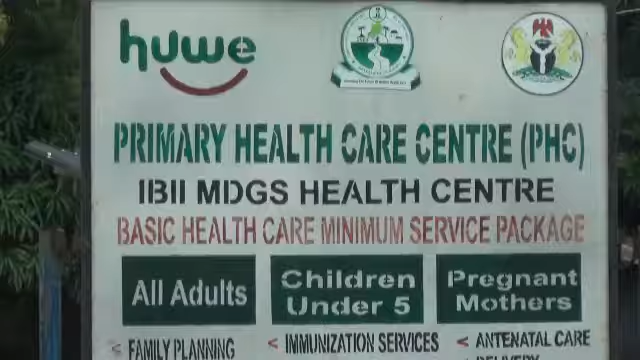 huwe
PRIMARY HEALTH CARE CENTRE (PHC)
IBII MDGS HEALTH CENTRE
BASIC HEALTH CARE MINIMUM SERVICE PACKAGE
All Adults
Children
Under 5
Pregnant
Mothers
< FAMILY PLANNING
< IMMUNIZATION SERVICES
< ANTENATAL CARE
DELIVERY